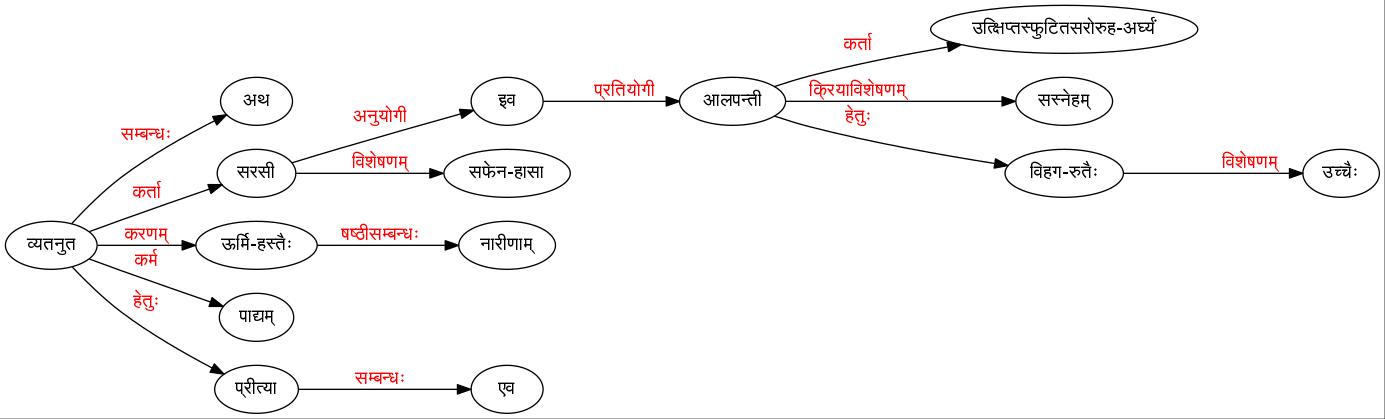 उत्क्षिप्तस्फुटितसरोरुह-अर्घ्यं
कर्ता
अथ
इव
प्रतियोगी
आलपन्ती
क्रियाविशेषणम्
सस्नेहम्
सम्बन्धः
अनुयोगी
हेतुः
सरसी
विशेषणम्
सफेन-हासा
विहग-रुतैः
विशेषणम्
उच्चैः
कर्ता
व्यतनुत
करणम्
ऊर्मि-हस्तैः
षष्ठीसम्बन्धः
नारीणाम्
कर्म
हेतुः
पाद्यम्
प्रीत्या
सम्बन्धः
एव